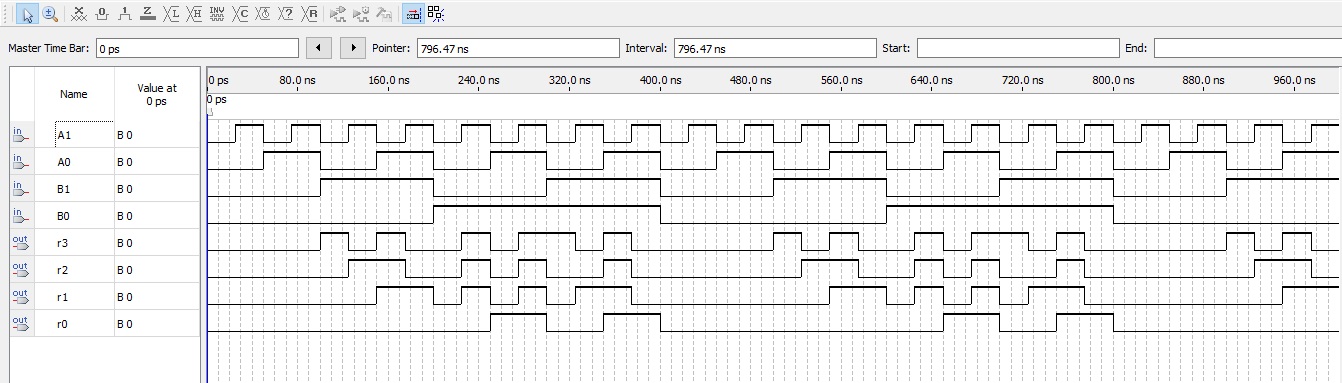 Master Time Bar: 0 ps Pointer: 796.47 ns Interval: 796.47 ns Start: End:
Name Value at 0 ps
0 ps 80.0 ns 160.0 ns 240.0 ns 320.0 ns 400.0 ns 480.0 ns 560.0 ns 640.0 ns 720.0 ns 800.0 ns 880.0 ns 960.0 ns
0 ps
in A1 B 0
in A0 B 0
in B1 B 0
in B0 B 0
out r3 B 0
out r2 B 0
out r1 B 0
out r0 B 0